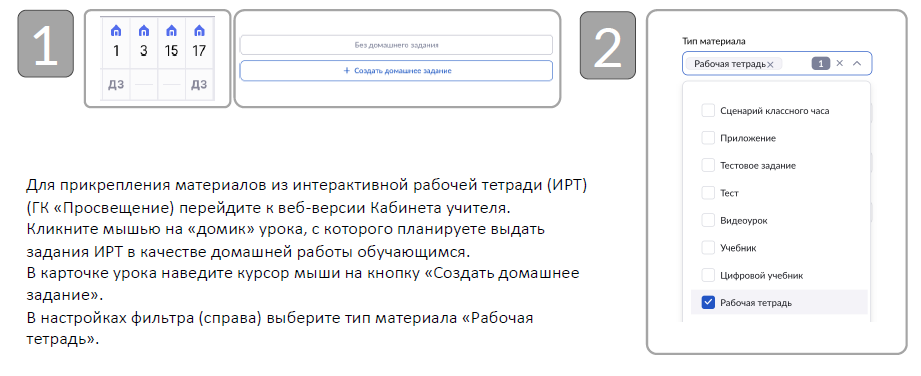 1
1 3 15 17
ДЗ ДЗ
Без домашнего задания
+ Создать домашнее задание
2
Тип материала
Рабочая тетрадь× 1 ×
Сценарий классного часа
Приложение
Тестовое задание
Тест
Видеоурок
Учебник
Цифровой учебник
Рабочая тетрадь
Для прикрепления материалов из интерактивной рабочей тетради (ИРТ)
(ГК «Просвещение) перейдите к веб-версии Кабинета учителя.
Кликните мышью на «домик» урока, с которого планируете выдать
задания ИРТ в качестве домашней работы обучающимся.
В карточке урока наведите курсор мыши на кнопку «Создать домашнее
задание».
В настройках фильтра (справа) выберите тип материала «Рабочая
тетрадь».